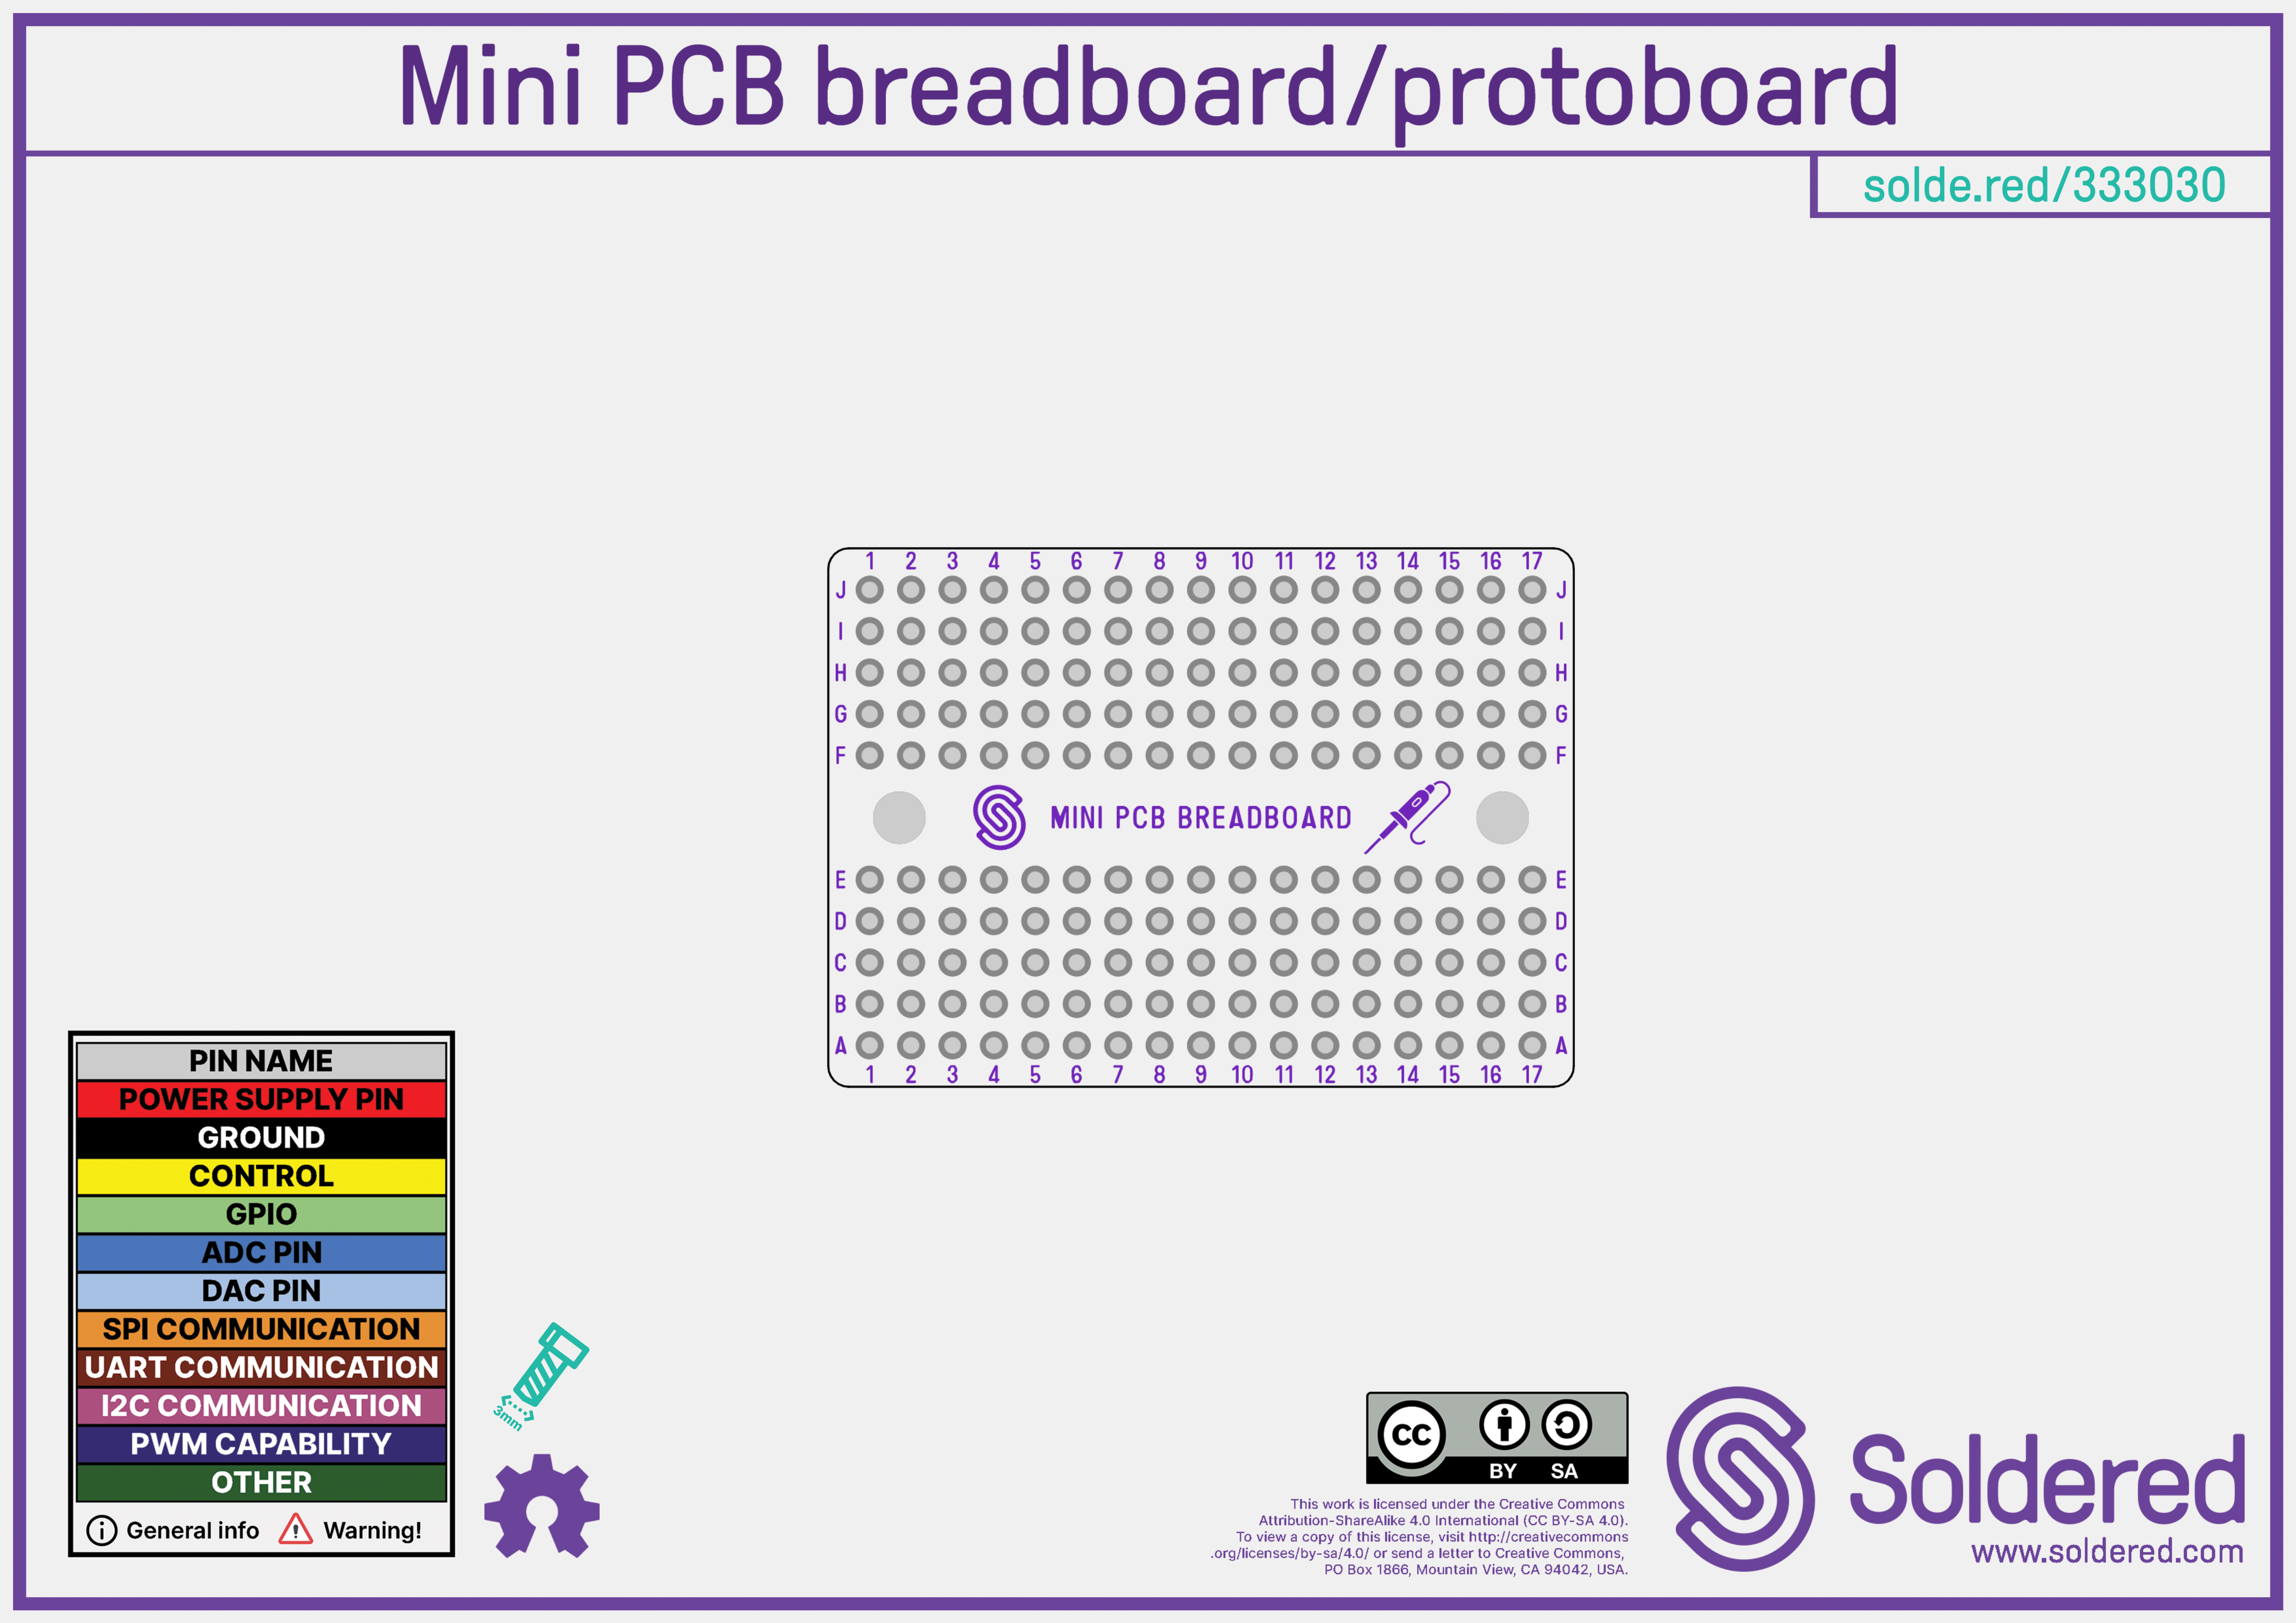 Mini PCB breadboard/protoboard
solde.red/333030
1 2 3 4 5 6 7 8 9 10 11 12 13 14 15 16 17
J J
I I
H H
G G
F F
MINI PCB BREADBOARD
E E
D D
C C
B B
A A
1 2 3 4 5 6 7 8 9 10 11 12 13 14 15 16 17
PIN NAME
POWER SUPPLY PIN
GROUND
CONTROL
GPIO
ADC PIN
DAC PIN
SPI COMMUNICATION
UART COMMUNICATION
I2C COMMUNICATION
PWM CAPABILITY
OTHER
General info Warning!
3mm
CC BY SA
This work is licensed under the Creative Commons
Attribution-ShareAlike 4.0 International (CC BY-SA 4.0).
To view a copy of this license, visit http://creativecommons
.org/licenses/by-sa/4.0/ or send a letter to Creative Commons,
PO Box 1866, Mountain View, CA 94042, USA.
Soldered
www.soldered.com